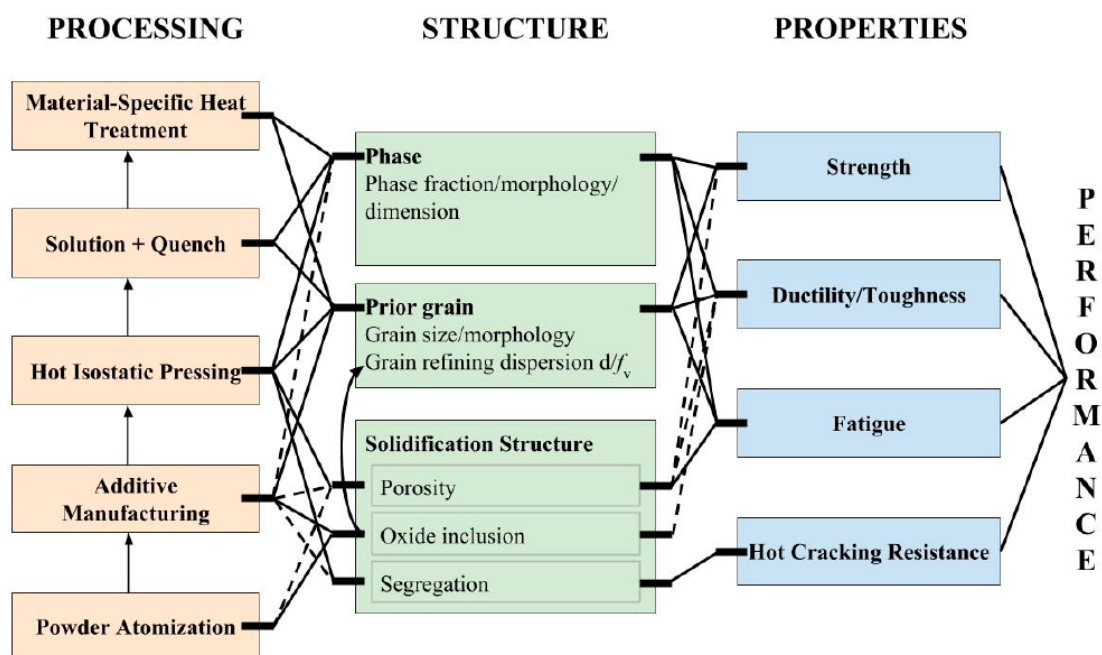 PROCESSING
STRUCTURE
PROPERTIES
Material-Specific Heat
Treatment
Solution + Quench
Hot Isostatic Pressing
Additive
Manufacturing
Powder Atomization
Phase
Phase fraction/morphology/
dimension
Prior grain
Grain size/morphology
Grain refining dispersion d/fv
Solidification Structure
Porosity
Oxide inclusion
Segregation
Strength
Ductility/Toughness
Fatigue
Hot Cracking Resistance
PERFORMANCE